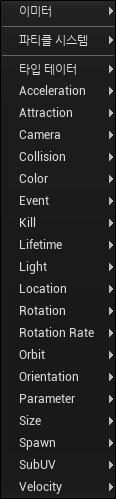 이미터
파티클 시스템
타입 데이터
Acceleration
Attraction
Camera
Collision
Color
Event
Kill
Lifetime
Light
Location
Rotation
Rotation Rate
Orbit
Orientation
Parameter
Size
Spawn
SubUV
Velocity